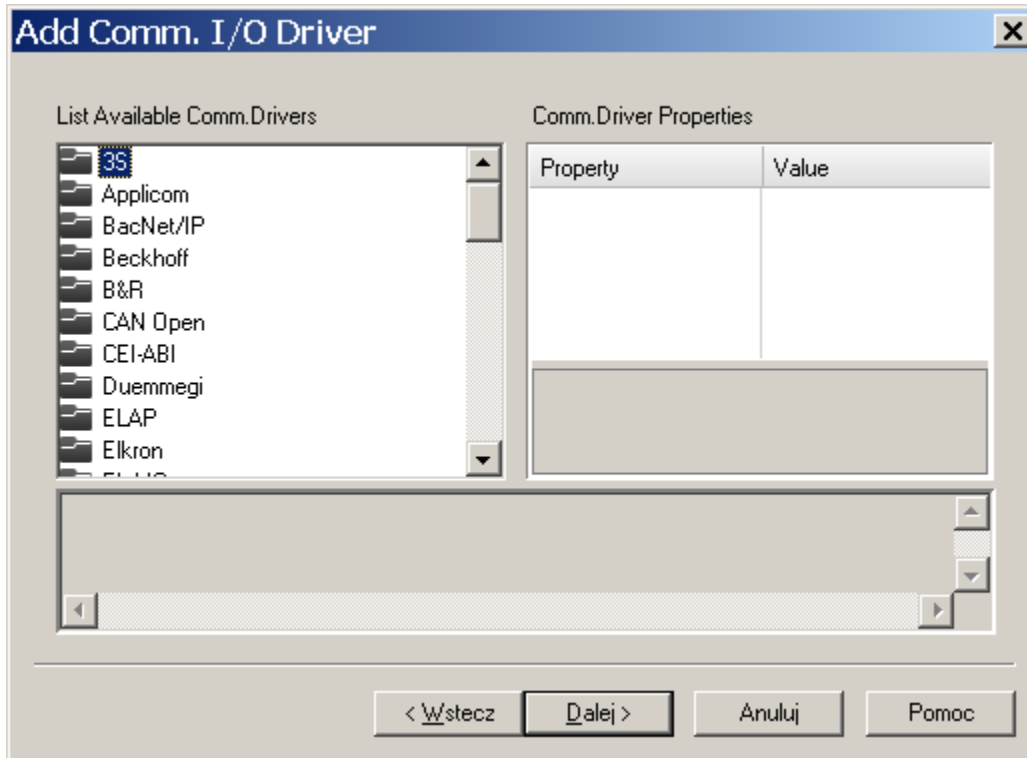 Add Comm. I/O Driver
List Available Comm.Drivers
3S
Applicom
BacNet/IP
Beckhoff
B&R
CAN Open
CEI-ABI
Duemmegi
ELAP
Elkron
Comm.Driver Properties
Property Value
< Wstecz Dalej > Anuluj Pomoc